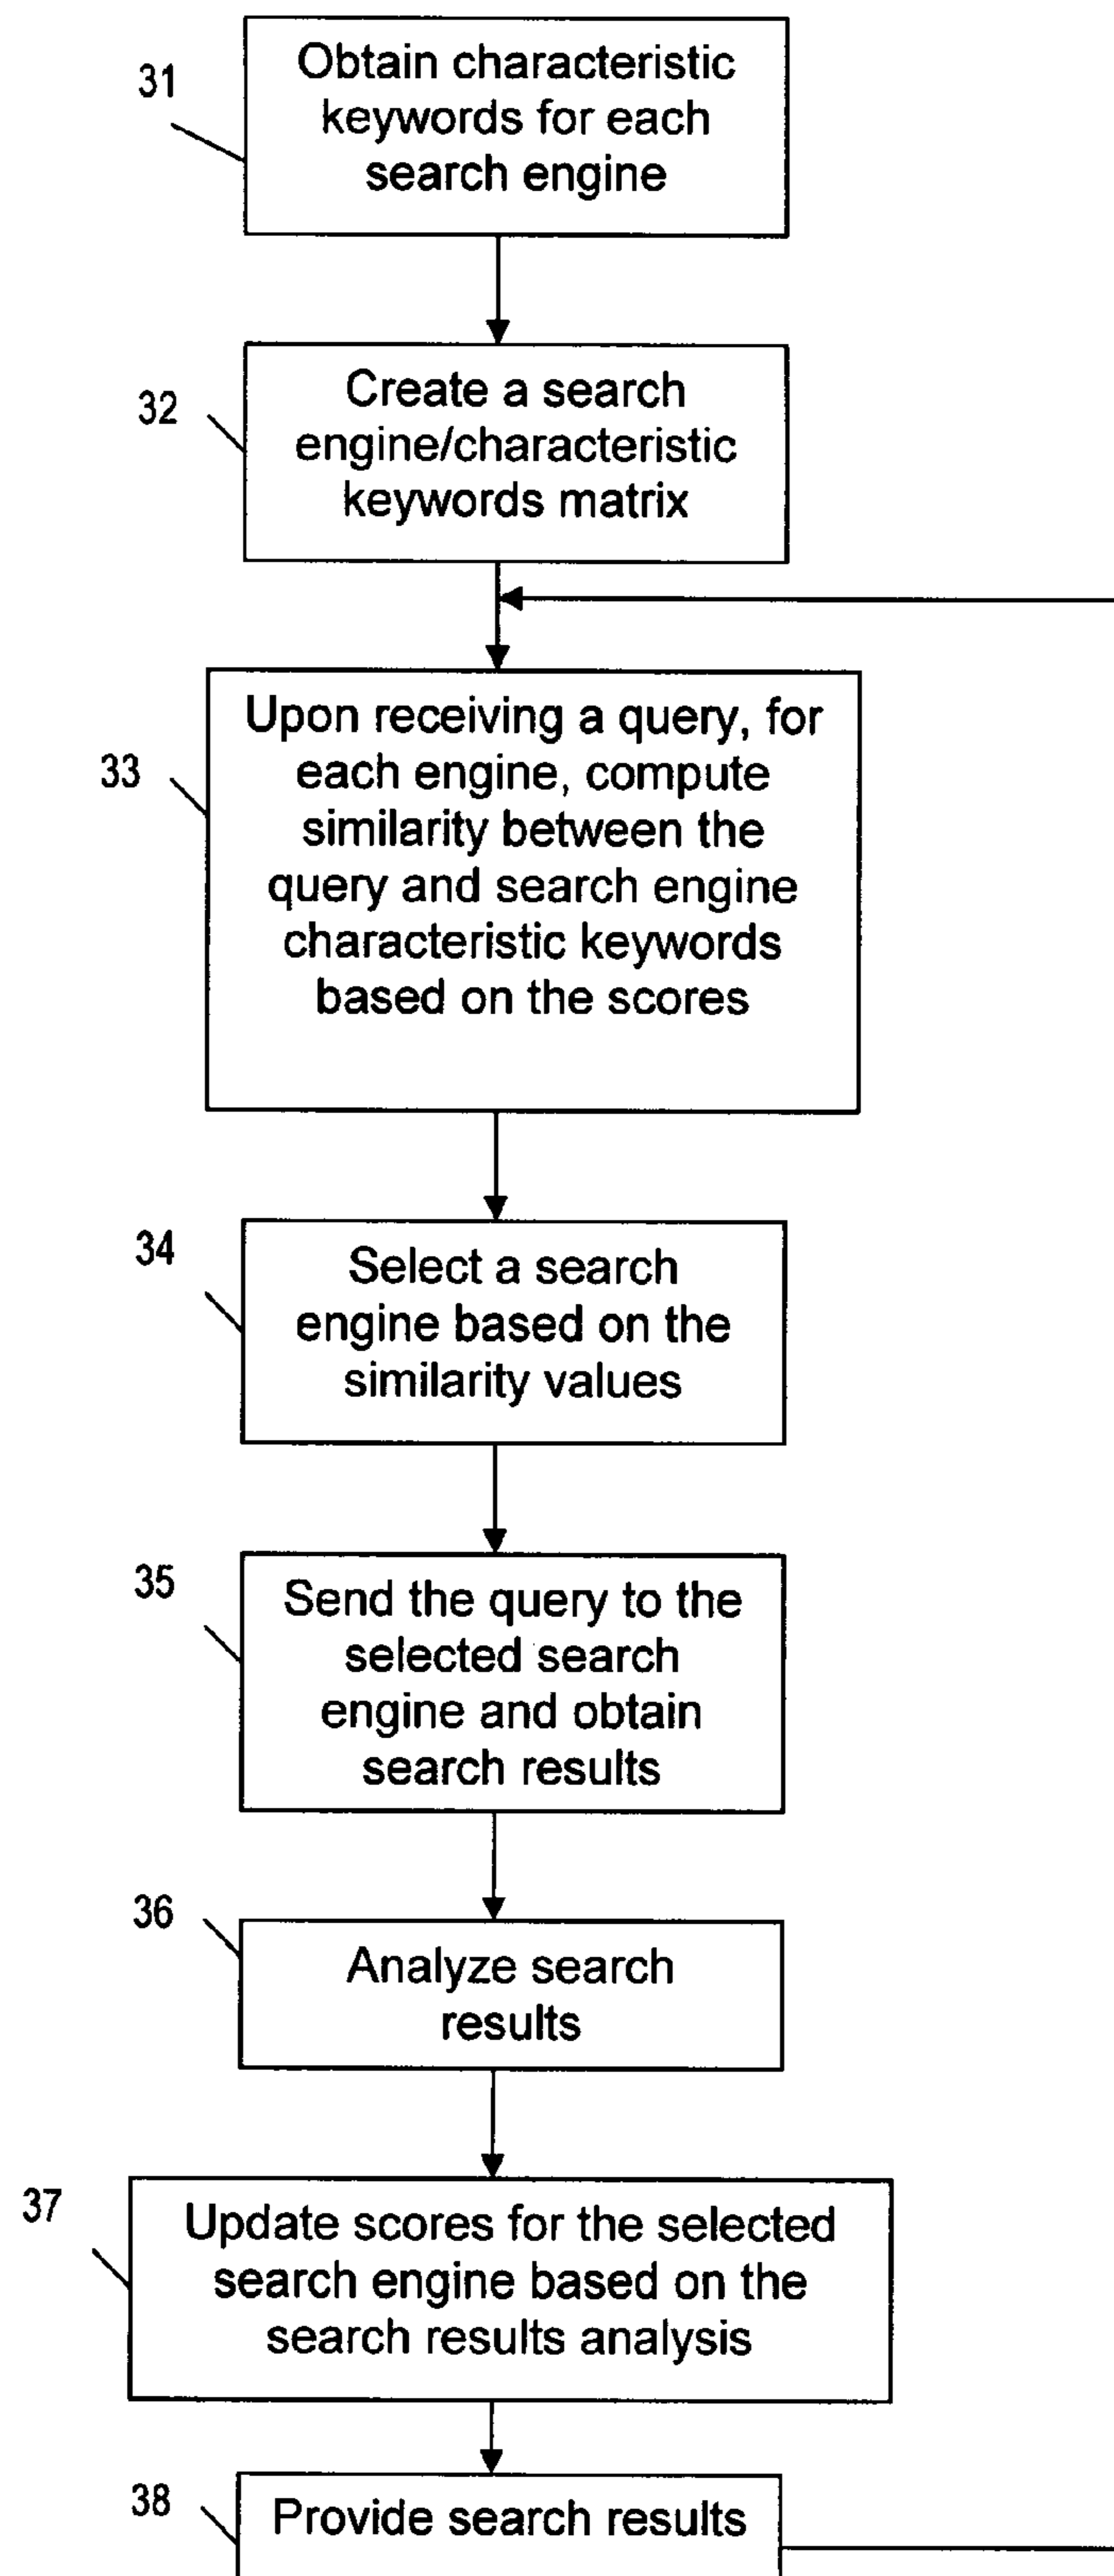 31
Obtain characteristic
keywords for each
search engine
32
Create a search
engine/characteristic
keywords matrix
33
Upon receiving a query, for
each engine, compute
similarity between the
query and search engine
characteristic keywords
based on the scores
34
Select a search
engine based on the
similarity values
35
Send the query to the
selected search
engine and obtain
search results
36
Analyze search
results
37
Update scores for the selected
search engine based on the
search results analysis
38
Provide search results